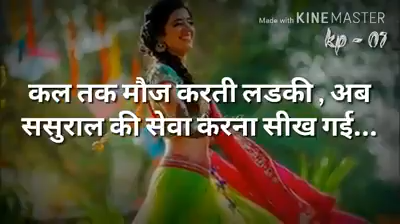 Made with KINEMASTER
kp - 07
कल तक मौज करती लडकी , अब
ससुराल की सेवा करना सीख गई...